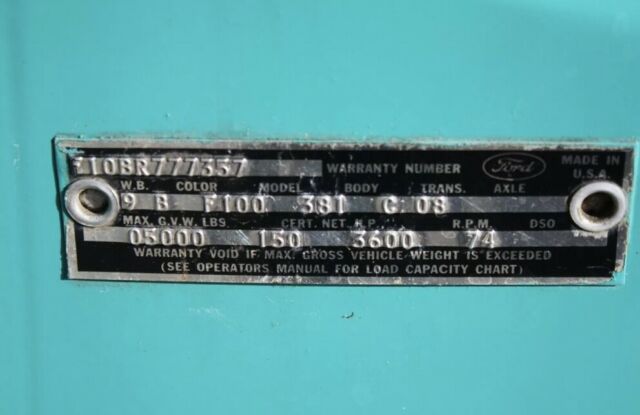 F10BR777357 WARRANTY NUMBER Ford MADE IN U.S.A.
W.B. COLOR MODEL BODY TRANS. AXLE
9 B F100 381 G 08
MAX. G.V.W. LBS CERT. NET. H.P. R.P.M. DSO
05000 150 3600 74
WARRANTY VOID IF MAX. GROSS VEHICLE WEIGHT IS EXCEEDED
(SEE OPERATORS MANUAL FOR LOAD CAPACITY CHART)